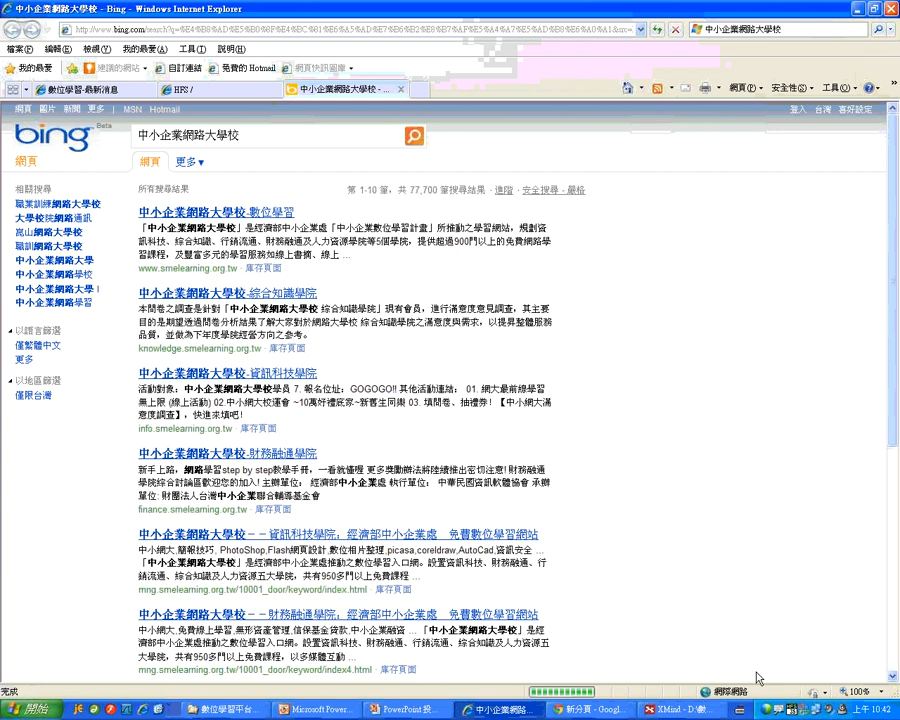 中小企業網路大學校 - Bing - Windows Internet Explorer
中小企業網路大學校
檔案(F) 編輯(E) 檢視(V) 我的最愛(A) 工具(T) 說明(H)
我的最愛 建議的網站 自訂連結 免費的 Hotmail 網頁快訊圖庫
數位學習-最新消息 HFS / 中小企業網路大學校 - ...
網頁(P) 安全性(S) 工具(O)
網頁 圖片 新聞 更多 | MSN Hotmail 登入 台灣 喜好設定
bing Beta
中小企業網路大學校
網頁 網頁 更多▼
相關搜尋
職業訓練網路大學校
大學校院網路通訊
崑山網路大學校
職訓網路大學校
中小企業網路大學
中小企業網路學校
中小企業網路大學 |
中小企業網路學習
以語言篩選
僅繁體中文
更多
以地區篩選
僅限台灣
所有搜尋結果 第 1-10 筆，共 77,700 筆搜尋結果 · 進階 · 安全搜尋 - 嚴格
中小企業網路大學校-數位學習
「中小企業網路大學校」是經濟部中小企業處「中小企業數位學習計畫」所推動之學習網站，規劃資
訊科技、綜合知識、行銷流通、財務融通及人力資源學院等5個學院，提供超過900門以上的免費網路學
習課程，及豐富多元的學習服務如線上書摘、線上 ...
www.smelearning.org.tw · 庫存頁面
中小企業網路大學校-綜合知識學院
本問卷之調查是針對「中小企業網路大學校 綜合知識學院」現有會員，進行滿意度意見調查，其主要
目的是期望透過問卷分析結果了解大家對於網路大學校 綜合知識學院之滿意度與需求，以提昇整體服務
品質，並做為下年度學院經營方向之參考。
knowledge.smelearning.org.tw · 庫存頁面
中小企業網路大學校-資訊科技學院
活動對象：中小企業網路大學校學員 7. 報名位址：GOGOGO!! 其他活動連結： 01. 網大最前線學習
無上限 (線上活動) 02.中小網大校運會 ~10萬好禮底家~新舊生同樂 03. 填問卷、抽禮券! 【中小網大滿
意度調查】，快進來填吧!
info.smelearning.org.tw · 庫存頁面
中小企業網路大學校-財務融通學院
新手上路，網路學習step by step教學手冊，一看就懂喔 更多獎勵辦法將陸續推出密切注意! 財務融通
學院綜合討論區歡迎您的加入! 主辦單位： 經濟部中小企業處 執行單位： 中華民國資訊軟體協會 承辦
單位: 財團法人台灣中小企業聯合輔導基金會
finance.smelearning.org.tw · 庫存頁面
中小企業網路大學校－－資訊科技學院；經濟部中小企業處 免費數位學習網站
中小網大,簡報技巧, PhotoShop,Flash網頁設計,數位相片整理,picasa,coreldraw,AutoCad,資訊安全 ...
「中小企業網路大學校」是經濟部中小企業處推動之數位學習入口網。設置資訊科技、財務融通、行
銷流通、綜合知識及人力資源五大學院，共有950多門以上免費課程 ...
mng.smelearning.org.tw/10001_door/keyword/index.html · 庫存頁面
中小企業網路大學校－－財務融通學院；經濟部中小企業處 免費數位學習網站
中小網大,免費線上學習,無形資產管理,信保基金貸款,中小企業融資 ... 「中小企業網路大學校」是經
濟部中小企業處推動之數位學習入口網。設置資訊科技、財務融通、行銷流通、綜合知識及人力資源五
大學院，共有950多門以上免費課程，以多媒體互動 ...
mng.smelearning.org.tw/10001_door/keyword/index4.html · 庫存頁面
完成 網際網路 100%
開始 數位學習平台... Microsoft Power... PowerPoint 投... 中小企業網路... 新分頁 - Googl... XMind - D:\數... 上午 10:42